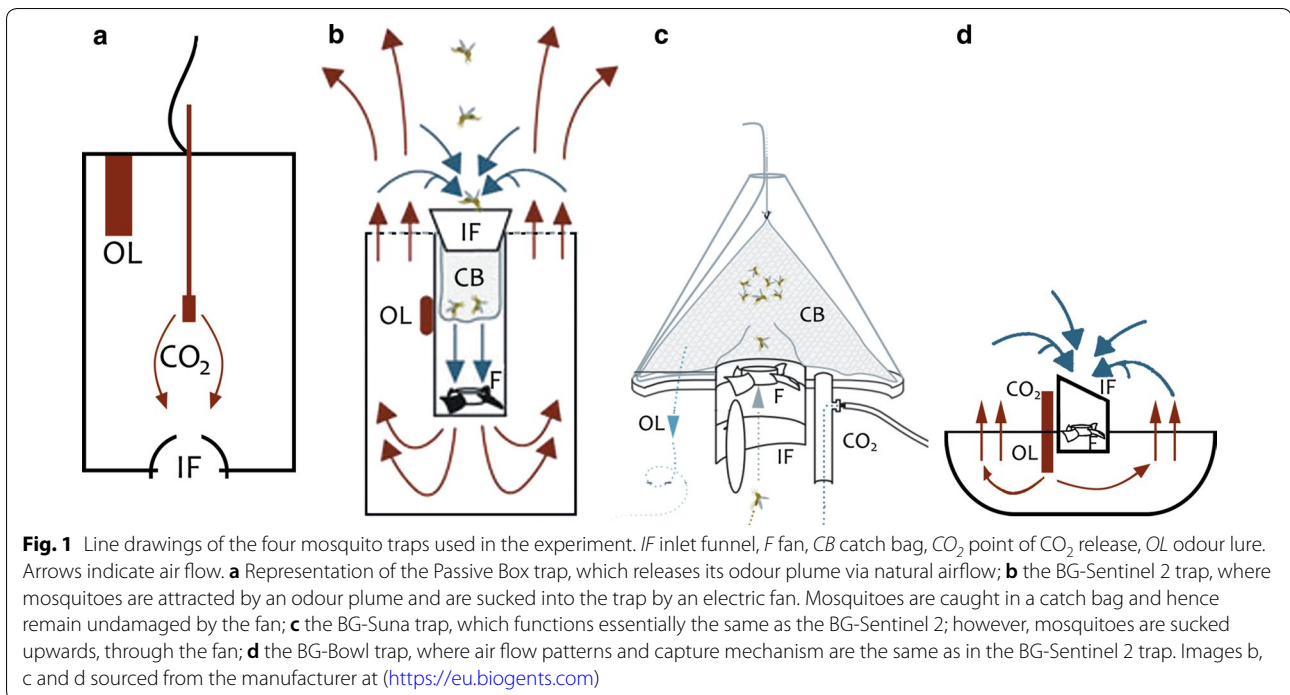 a
OL
CO₂
IF
b
IF
CB
OL
F
c
CB
F
OL
IF
CO₂
d
CO₂
IF
F
OL
Fig. 1 Line drawings of the four mosquito traps used in the experiment. IF inlet funnel, F fan, CB catch bag, CO₂ point of CO₂ release, OL odour lure.
Arrows indicate air flow. a Representation of the Passive Box trap, which releases its odour plume via natural airflow; b the BG-Sentinel 2 trap, where
mosquitoes are attracted by an odour plume and are sucked into the trap by an electric fan. Mosquitoes are caught in a catch bag and hence
remain undamaged by the fan; c the BG-Suna trap, which functions essentially the same as the BG-Sentinel 2; however, mosquitoes are sucked
upwards, through the fan; d the BG-Bowl trap, where air flow patterns and capture mechanism are the same as in the BG-Sentinel 2 trap. Images b,
c and d sourced from the manufacturer at (https://eu.biogents.com)